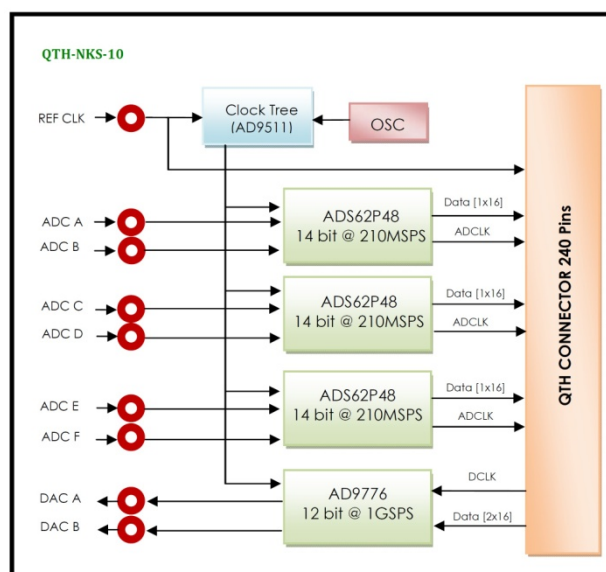 QTH-NKS-10
REF CLK
Clock Tree
(AD9511)
OSC
ADC A
ADC B
ADS62P48
14 bit @ 210MSPS
Data [1x16]
ADCLK
ADC C
ADC D
ADS62P48
14 bit @ 210MSPS
Data [1x16]
ADCLK
ADC E
ADC F
ADS62P48
14 bit @ 210MSPS
Data [1x16]
ADCLK
DAC A
DAC B
AD9776
12 bit @ 1GSPS
DCLK
Data [2x16]
QTH CONNECTOR 240 Pins